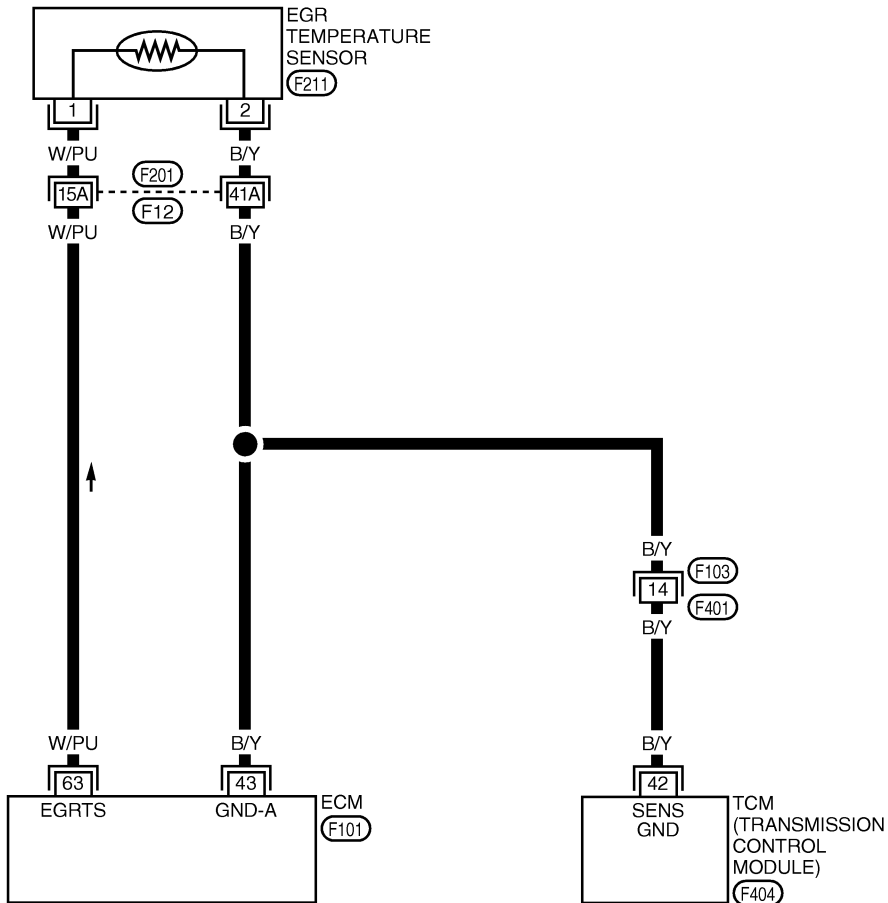 EGR
TEMPERATURE
SENSOR
F211
1 2
W/PU B/Y
F201
15A 41A
F12
W/PU B/Y
B/Y
F103
14
F401
B/Y
W/PU B/Y B/Y
63 43 42
EGRTS GND-A
ECM
F101
SENS
GND
TCM
(TRANSMISSION
CONTROL
MODULE)
F404